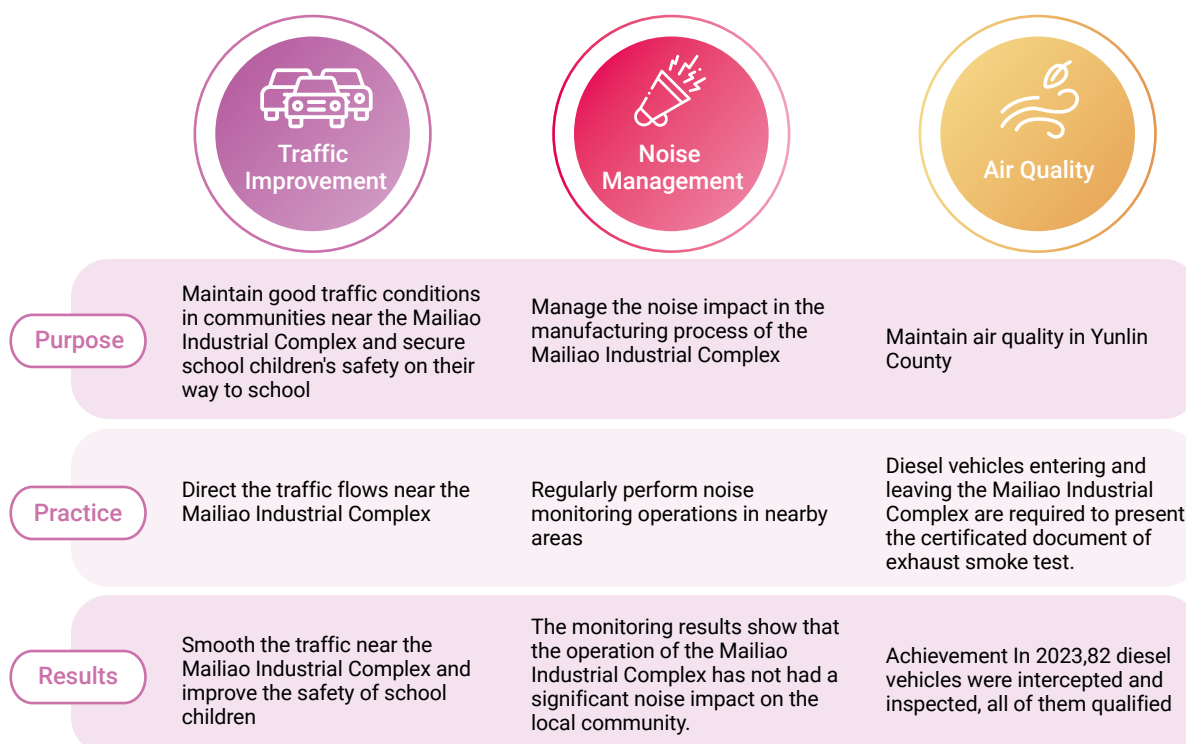 Traffic
Improvement
Noise
Management
Air Quality
Purpose
Maintain good traffic conditions
in communities near the Mailiao
Industrial Complex and secure
school children's safety on their
way to school
Manage the noise impact in the
manufacturing process of the
Mailiao Industrial Complex
Maintain air quality in Yunlin
County
Practice
Direct the traffic flows near the
Mailiao Industrial Complex
Regularly perform noise
monitoring operations in nearby
areas
Diesel vehicles entering and
leaving the Mailiao Industrial
Complex are required to present
the certificated document of
exhaust smoke test.
Results
Smooth the traffic near the
Mailiao Industrial Complex and
improve the safety of school
children
The monitoring results show that
the operation of the Mailiao
Industrial Complex has not had a
significant noise impact on the
local community.
Achievement In 2023,82 diesel
vehicles were intercepted and
inspected, all of them qualified